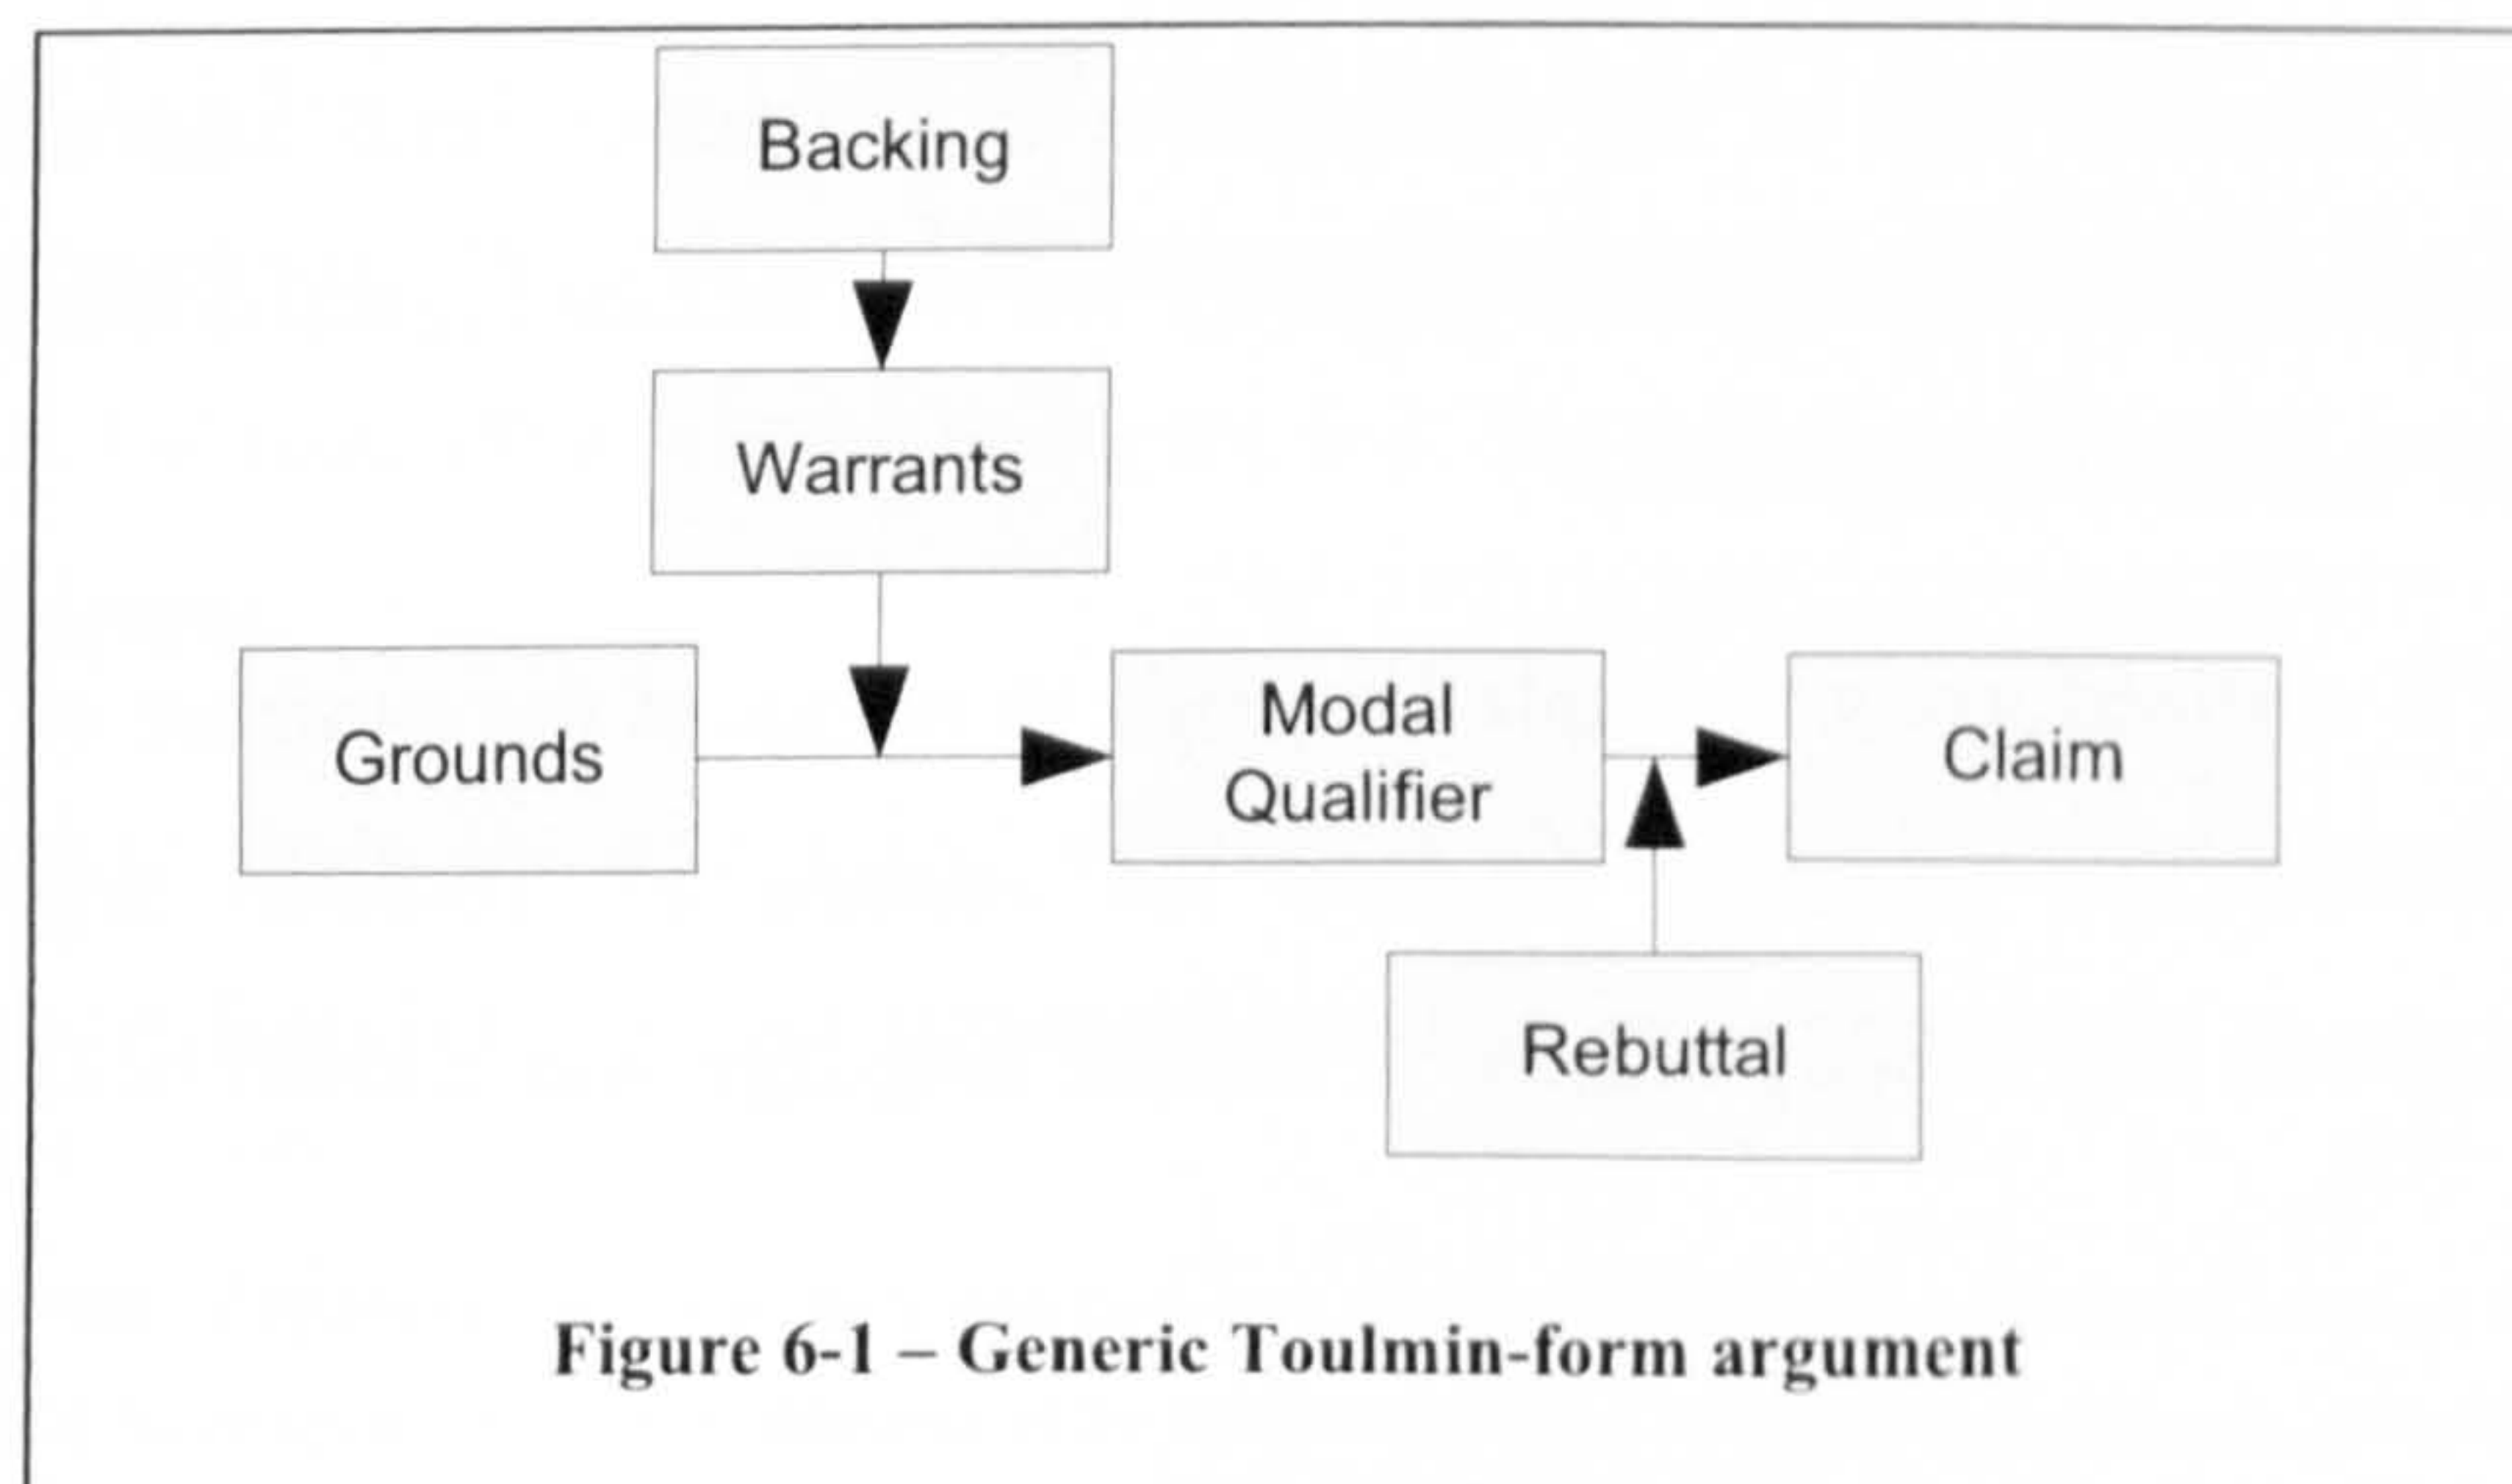 Backing
Warrants
Grounds
Modal
Qualifier
Claim
Rebuttal
Figure 6-1 – Generic Toulmin-form argument